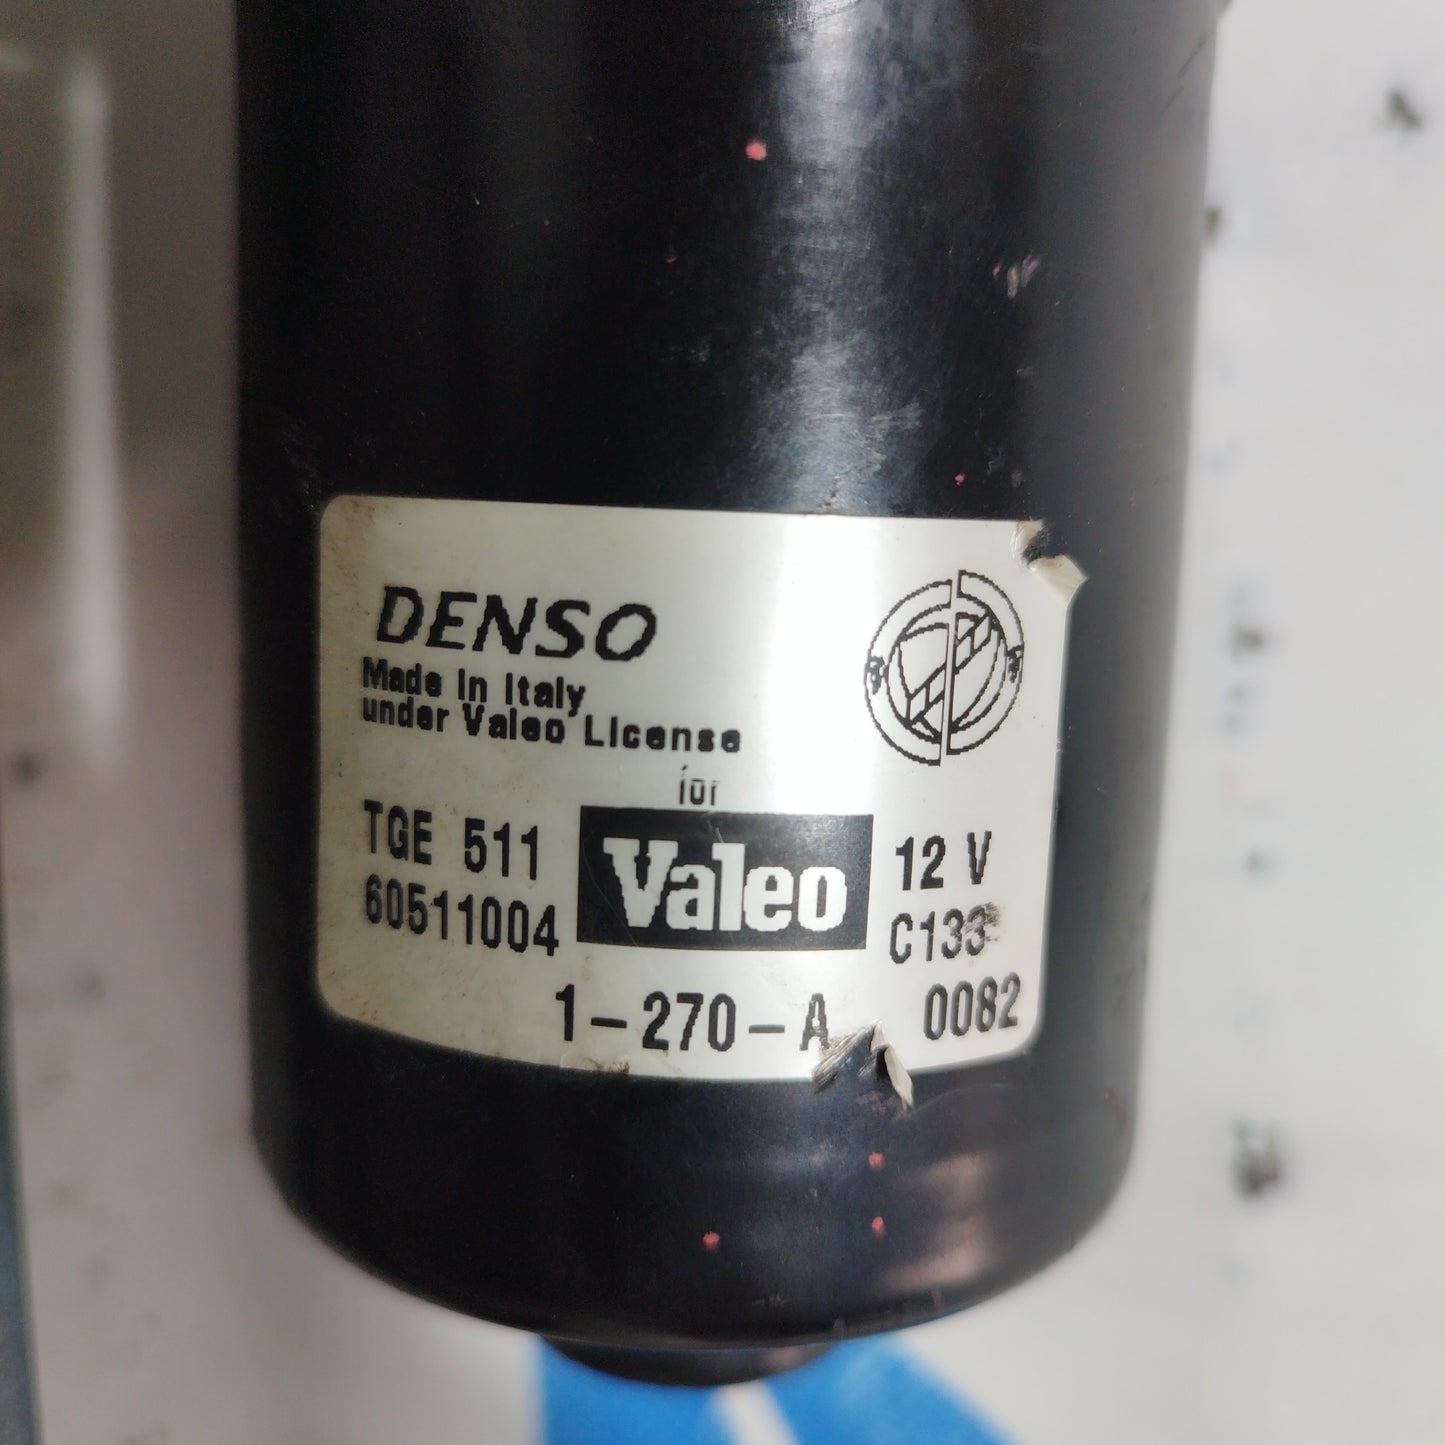 DENSO
Made in Italy
under Valeo License
for
TGE 511
Valeo
12 V
60511004
C133
1-270-A
0082